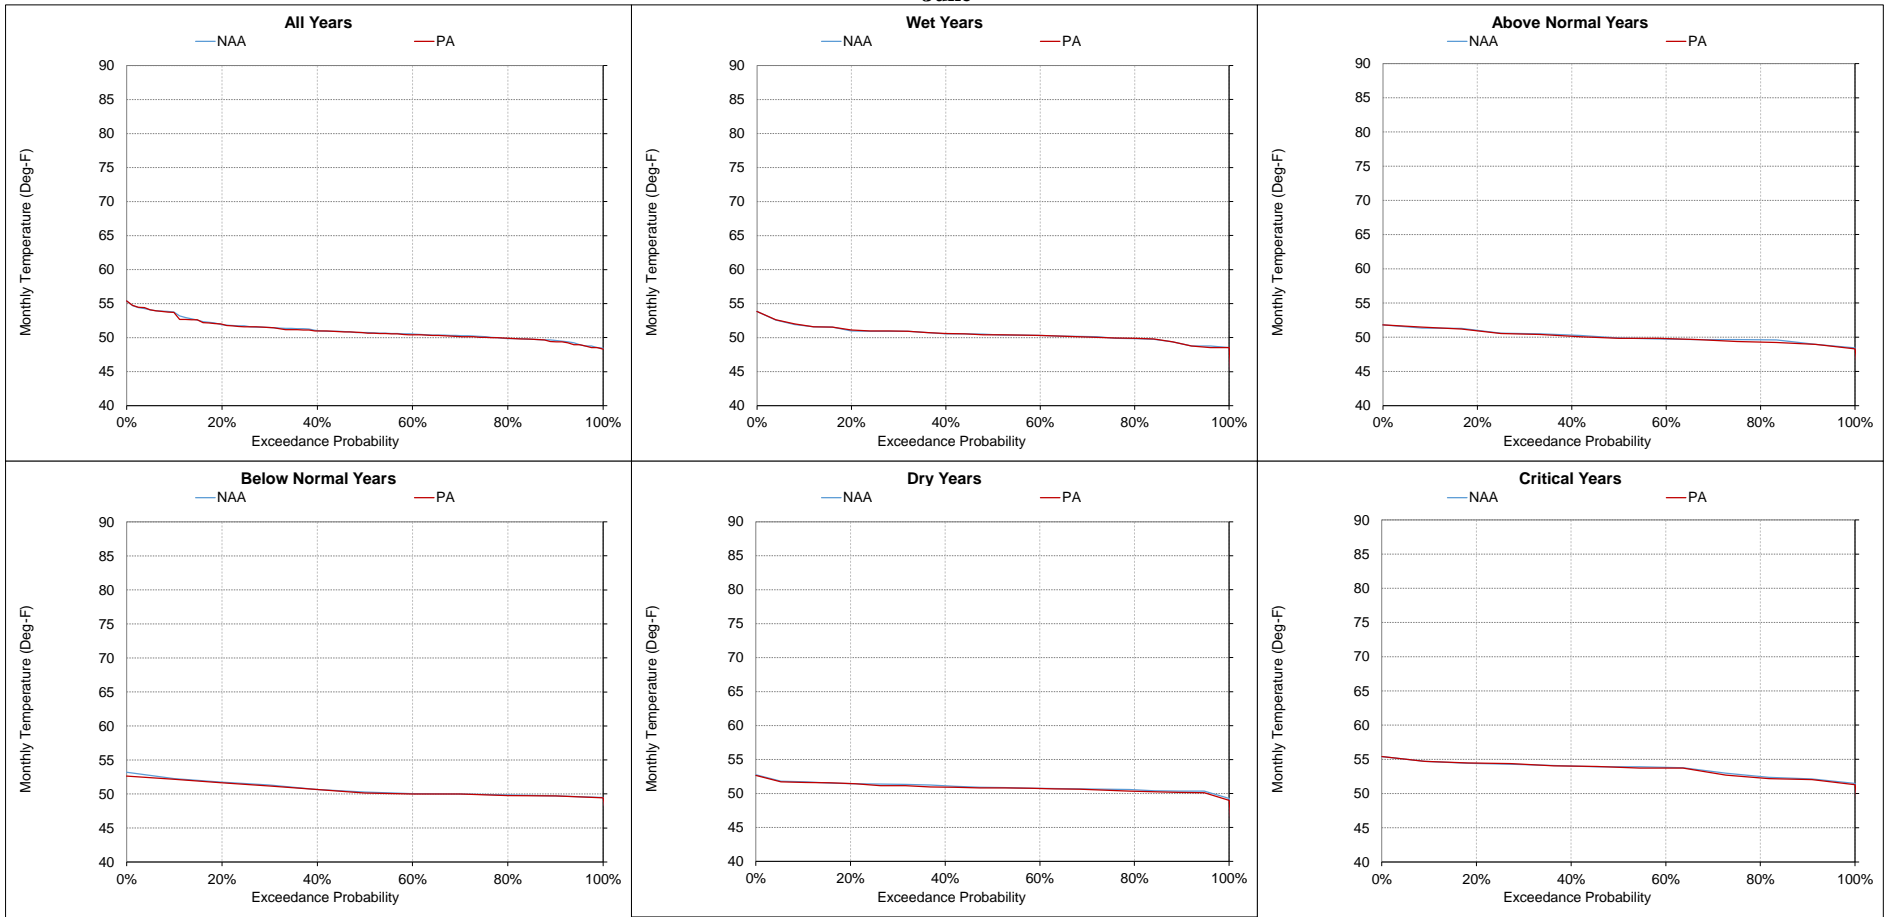 All Years
NAA PA
90
85
80
75
70
65
60
55
50
45
40
0% 20% 40% 60% 80% 100%
Exceedance Probability
Monthly Temperature (Deg-F)
Wet Years
NAA PA
90
85
80
75
70
65
60
55
50
45
40
0% 20% 40% 60% 80% 100%
Exceedance Probability
Monthly Temperature (Deg-F)
Above Normal Years
NAA PA
90
85
80
75
70
65
60
55
50
45
40
0% 20% 40% 60% 80% 100%
Exceedance Probability
Monthly Temperature (Deg-F)
Below Normal Years
NAA PA
90
85
80
75
70
65
60
55
50
45
40
0% 20% 40% 60% 80% 100%
Exceedance Probability
Monthly Temperature (Deg-F)
Dry Years
NAA PA
90
85
80
75
70
65
60
55
50
45
40
0% 20% 40% 60% 80% 100%
Exceedance Probability
Monthly Temperature (Deg-F)
Critical Years
NAA PA
90
85
80
75
70
65
60
55
50
45
40
0% 20% 40% 60% 80% 100%
Exceedance Probability
Monthly Temperature (Deg-F)